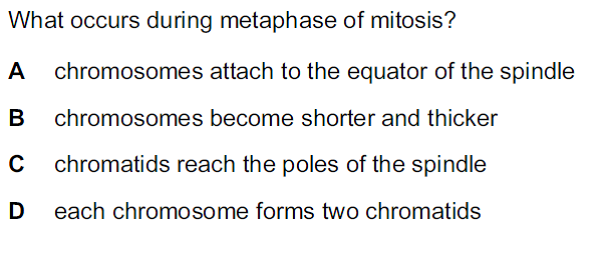 What occurs during metaphase of mitosis?
A chromosomes attach to the equator of the spindle
B chromosomes become shorter and thicker
C chromatids reach the poles of the spindle
D each chromosome forms two chromatids